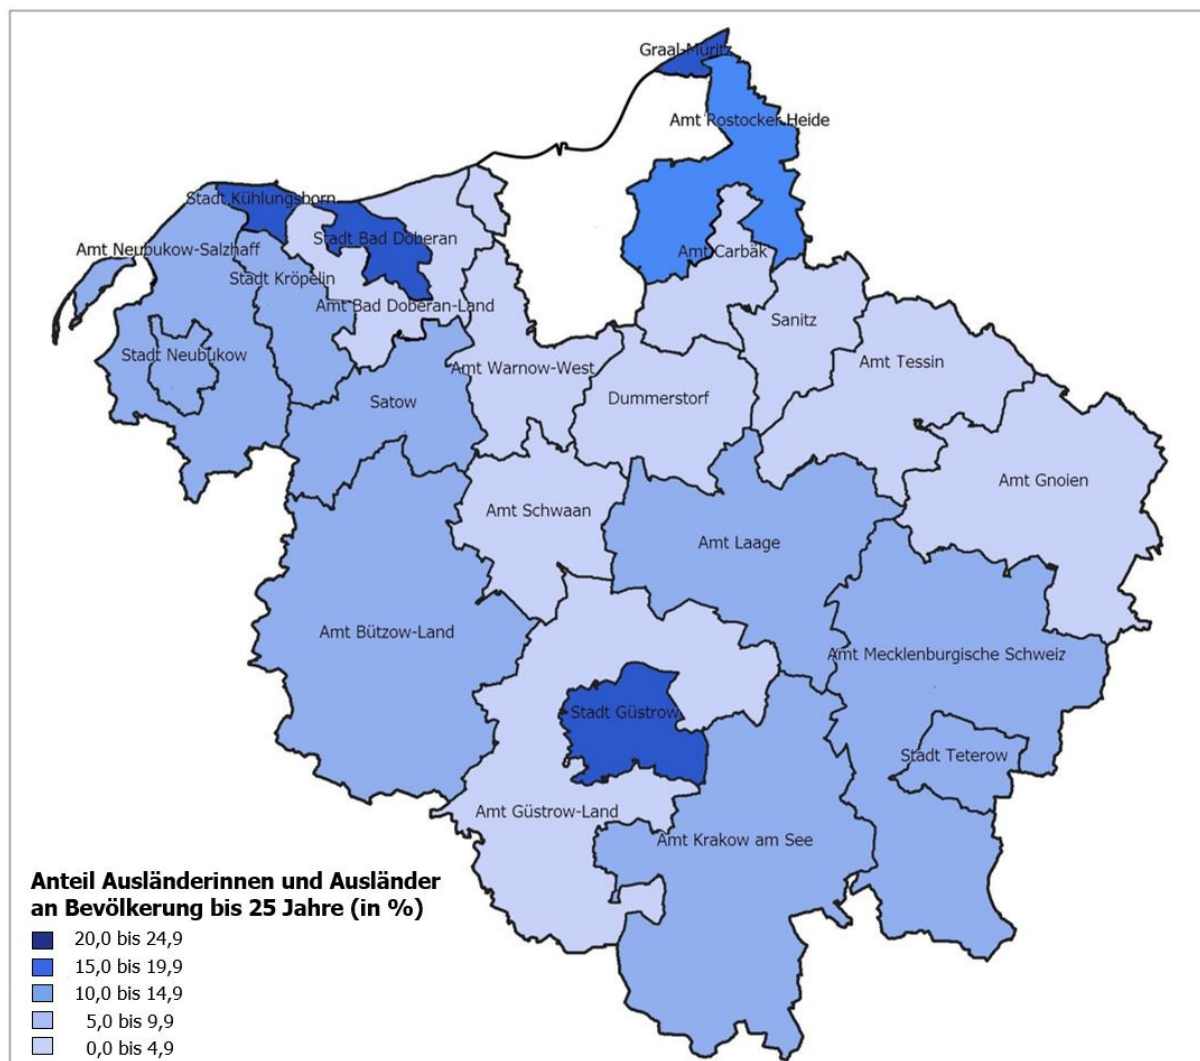 Graal-Müritz
Amt Rostocker Heide
Stadt Kühlungsborn
Stadt Bad Doberan
Amt Neubukow-Salzhaff
Amt Carbäk
Stadt Kröpelin
Amt Bad Doberan-Land
Sanitz
Stadt Neubukow
Amt Warnow-West
Amt Tessin
Satow
Dummerstorf
Amt Gnoien
Amt Schwaan
Amt Laage
Amt Bützow-Land
Amt Mecklenburgische Schweiz
Stadt Güstrow
Stadt Teterow
Amt Güstrow-Land
Amt Krakow am See
Anteil Ausländerinnen und Ausländer
an Bevölkerung bis 25 Jahre (in %)
20,0 bis 24,9
15,0 bis 19,9
10,0 bis 14,9
5,0 bis 9,9
0,0 bis 4,9